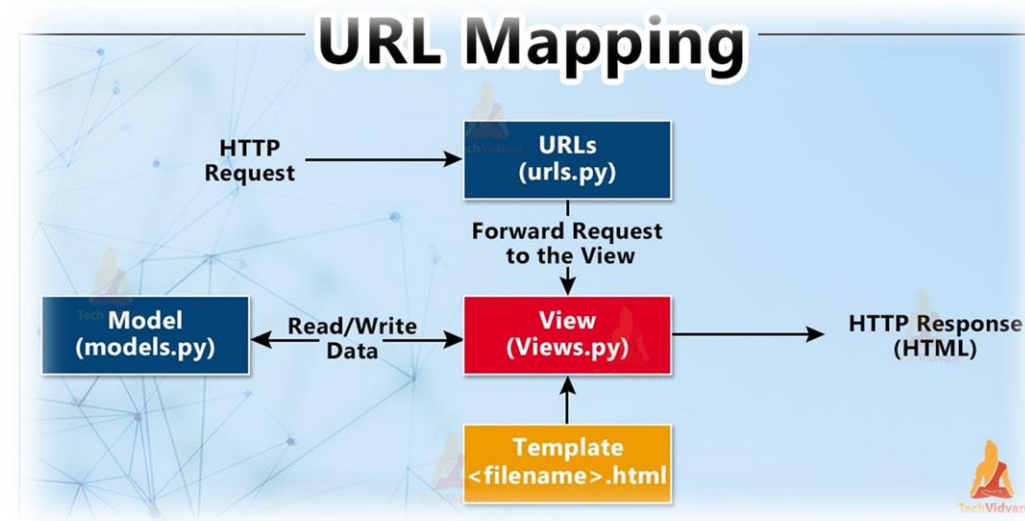 URL Mapping
HTTP
Request
URLs
(urls.py)
Forward Request
to the View
Model
(models.py)
Read/Write
Data
View
(Views.py)
HTTP Response
(HTML)
Template
<filename>.html
TechVidvan